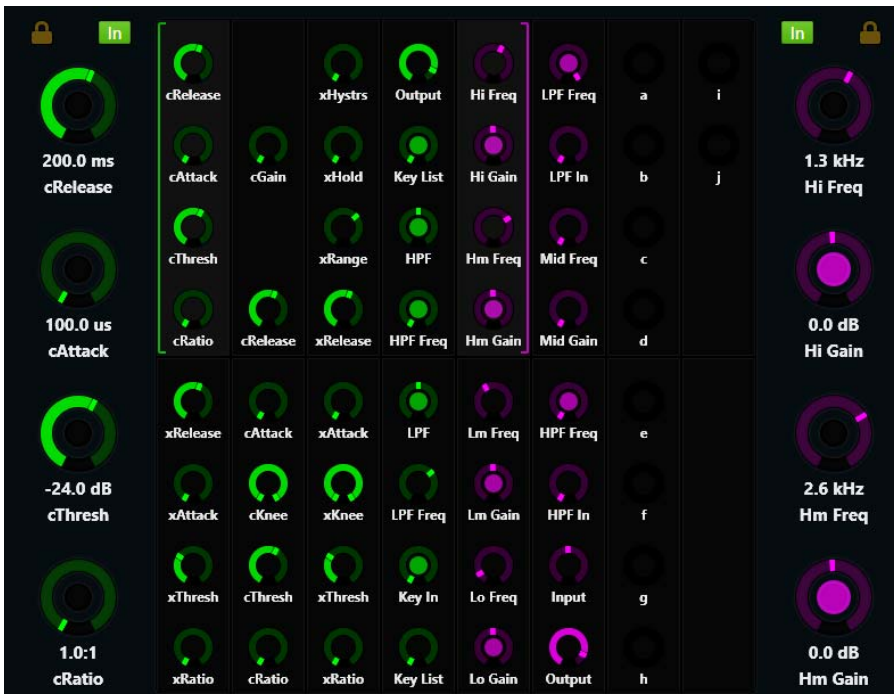 In
In
cRelease
xHystrs
Output
Hi Freq
LPF Freq
a
i
200.0 ms
cRelease
1.3 kHz
Hi Freq
cAttack
cGain
xHold
Key List
Hi Gain
LPF In
b
j
cThresh
xRange
HPF
Hm Freq
Mid Freq
c
100.0 us
cAttack
0.0 dB
Hi Gain
cRatio
cRelease
xRelease
HPF Freq
Hm Gain
Mid Gain
d
xRelease
cAttack
xAttack
LPF
Lm Freq
HPF Freq
e
-24.0 dB
cThresh
2.6 kHz
Hm Freq
xAttack
cKnee
xKnee
LPF Freq
Lm Gain
HPF In
f
xThresh
cThresh
xThresh
Key In
Lo Freq
Input
g
1.0:1
cRatio
0.0 dB
Hm Gain
xRatio
cRatio
xRatio
Key List
Lo Gain
Output
h